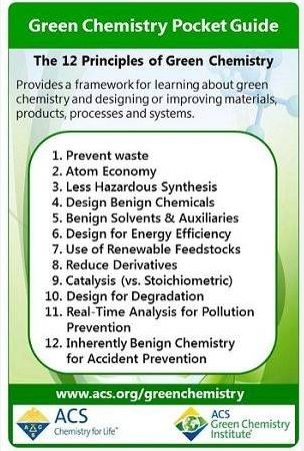 Green Chemistry Pocket Guide
The 12 Principles of Green Chemistry
Provides a framework for learning about green
chemistry and designing or improving materials,
products, processes and systems.
1. Prevent waste
2. Atom Economy
3. Less Hazardous Synthesis
4. Design Benign Chemicals
5. Benign Solvents & Auxiliaries
6. Design for Energy Efficiency
7. Use of Renewable Feedstocks
8. Reduce Derivatives
9. Catalysis (vs. Stoichiometric)
10. Design for Degradation
11. Real-Time Analysis for Pollution
Prevention
12. Inherently Benign Chemistry
for Accident Prevention
www.acs.org/greenchemistry
ACS
Chemistry for Life™
ACS
Green Chemistry
Institute®